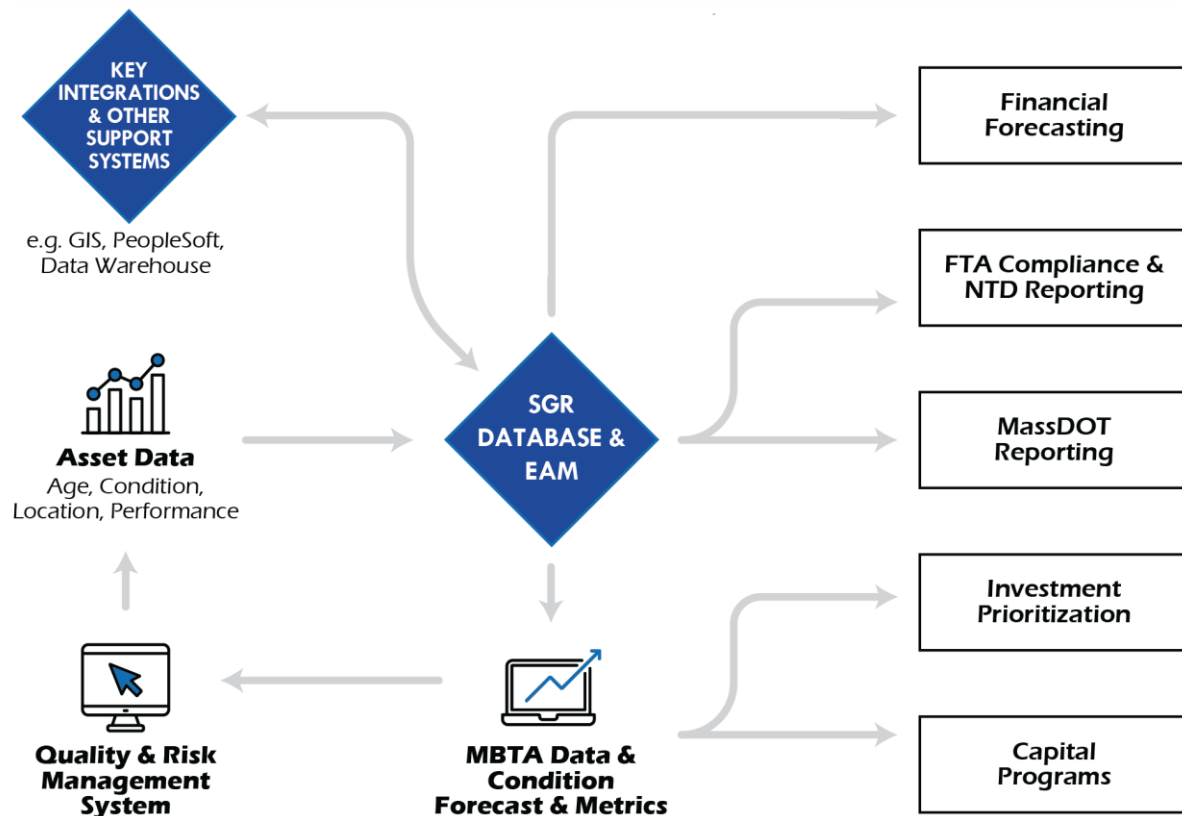 KEY
INTEGRATIONS
& OTHER
SUPPORT
SYSTEMS
e.g. GIS, PeopleSoft,
Data Warehouse
Asset Data
Age, Condition,
Location, Performance
Quality & Risk
Management
System
SGR
DATABASE &
EAM
MBTA Data &
Condition
Forecast & Metrics
Financial
Forecasting
FTA Compliance &
NTD Reporting
MassDOT
Reporting
Investment
Prioritization
Capital
Programs